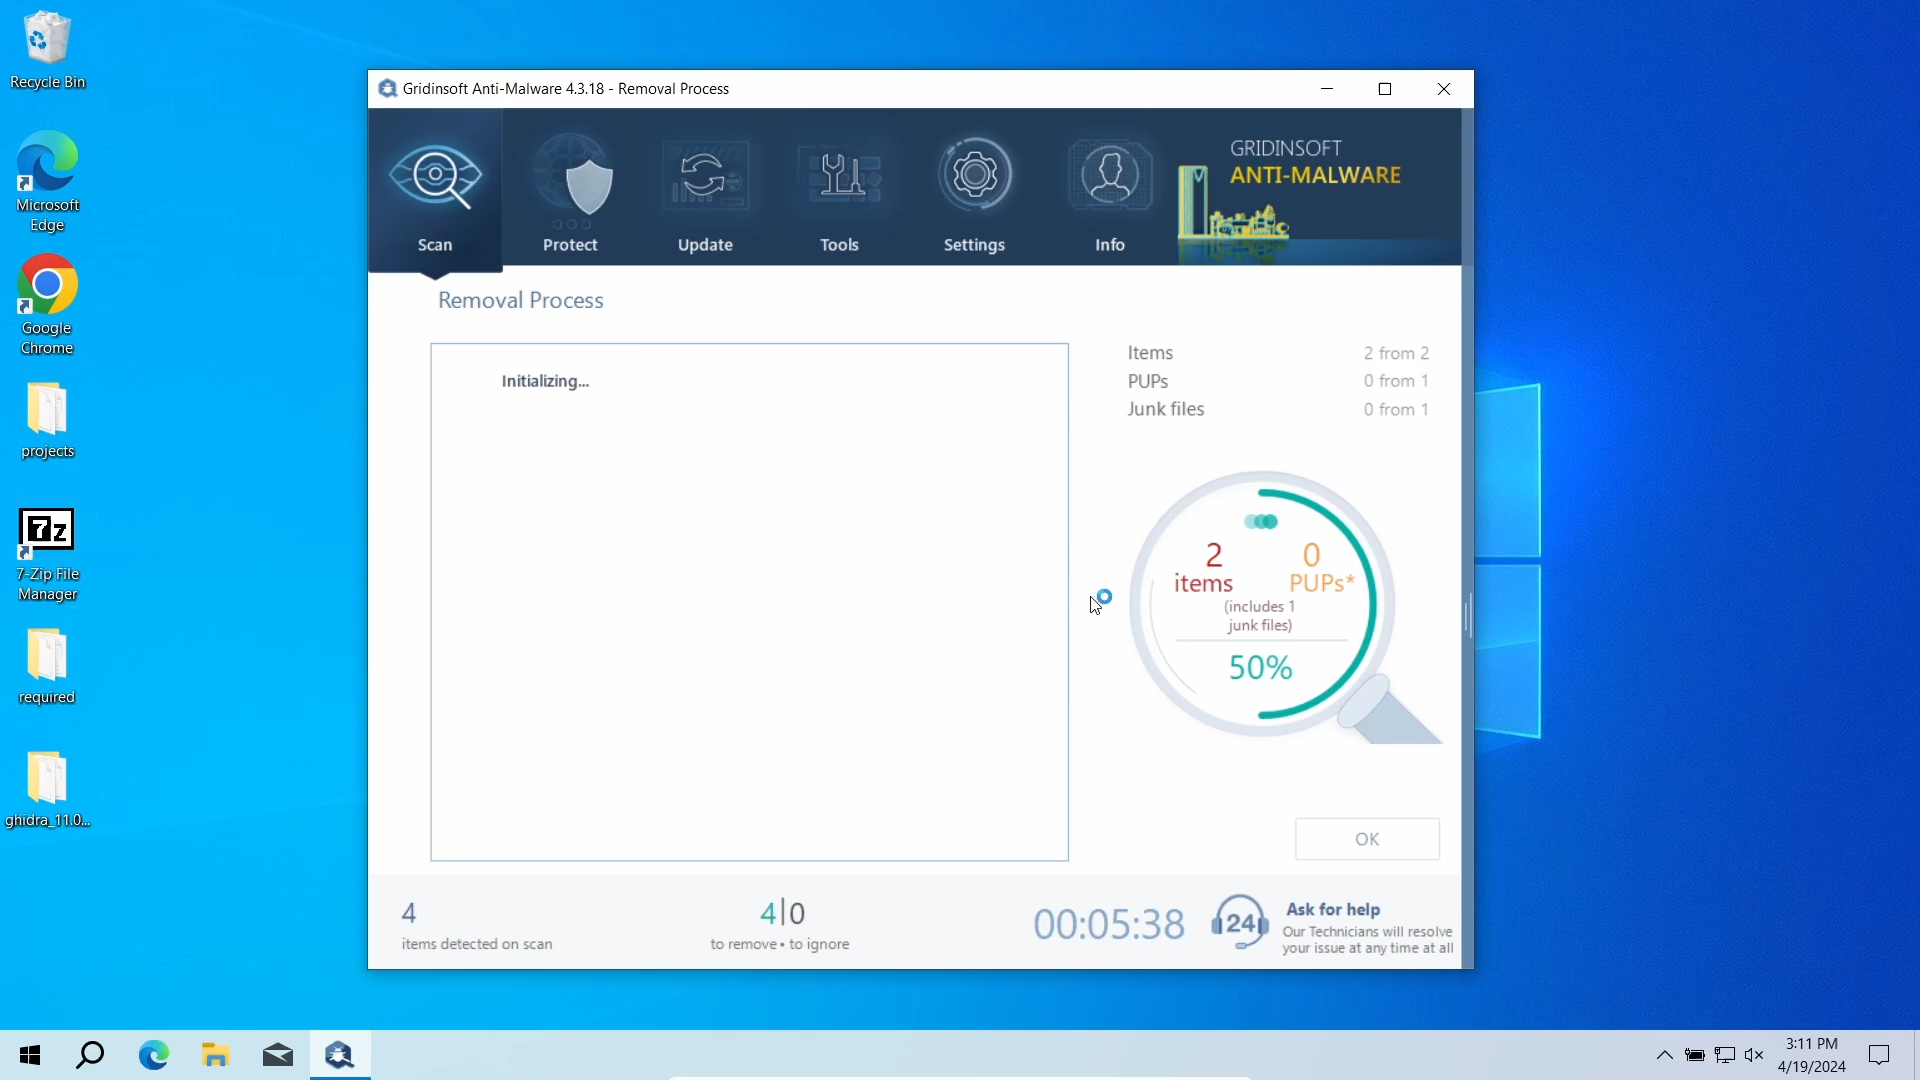 Recycle Bin
Microsoft
Edge
Google
Chrome
projects
7z
7-Zip File
Manager
required
ghidra_11.0...
Gridinsoft Anti-Malware 4.3.18 - Removal Process
Scan
Protect
Update
Tools
Settings
Info
GRIDINSOFT
ANTI-MALWARE
Removal Process
Initializing...
Items 2 from 2
PUPs 0 from 1
Junk files 0 from 1
2 0
items PUPs*
(includes 1
junk files)
50%
OK
4
items detected on scan
4|0
to remove • to ignore
00:05:38
24
Ask for help
Our Technicians will resolve
your issue at any time at all
3:11 PM
4/19/2024